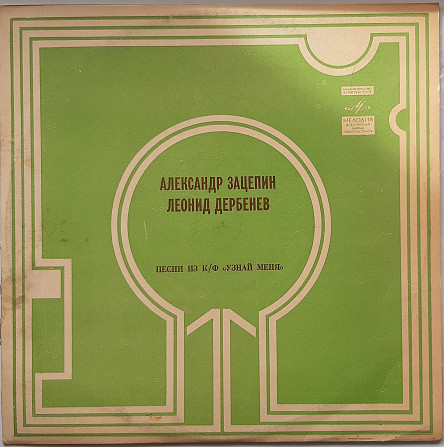 МЕЛОДИЯ
АЛЕКСАНДР ЗАЦЕПИН
ЛЕОНИД ДЕРБЕНЕВ
ПЕСНИ ИЗ К/Ф «УЗНАЙ МЕНЯ»